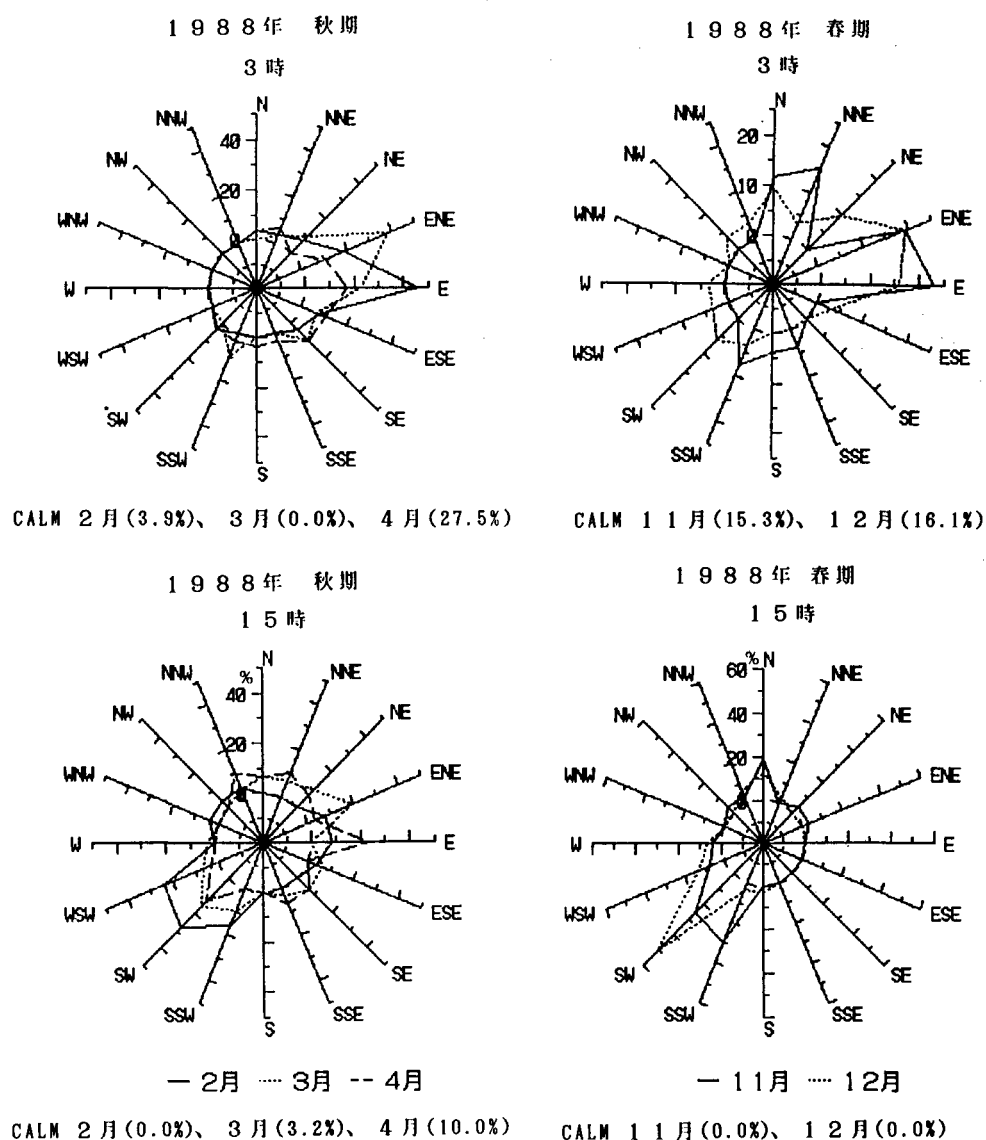 1988年 秋期
3時
N
NNE
NE
ENE
E
ESE
SE
SSE
S
SSW
SW
WSW
W
WNW
NW
NNW
40
20
0
CALM 2月(3.9%)、 3月(0.0%)、 4月(27.5%)
1988年 春期
3時
N
NNE
NE
ENE
E
ESE
SE
SSE
S
SSW
SW
WSW
W
WNW
NW
NNW
20
10
0
CALM 11月(15.3%)、 12月(16.1%)
1988年 秋期
15時
N
NNE
NE
ENE
E
ESE
SE
SSE
S
SSW
SW
WSW
W
WNW
NW
NNW
%
40
20
0
— 2月 ┈┈ 3月 -- 4月
CALM 2月(0.0%)、 3月(3.2%)、 4月(10.0%)
1988年 春期
15時
N
NNE
NE
ENE
E
ESE
SE
SSE
S
SSW
SW
WSW
W
WNW
NW
NNW
%
60
40
20
0
— 11月 ┈┈ 12月
CALM 11月(0.0%)、 12月(0.0%)